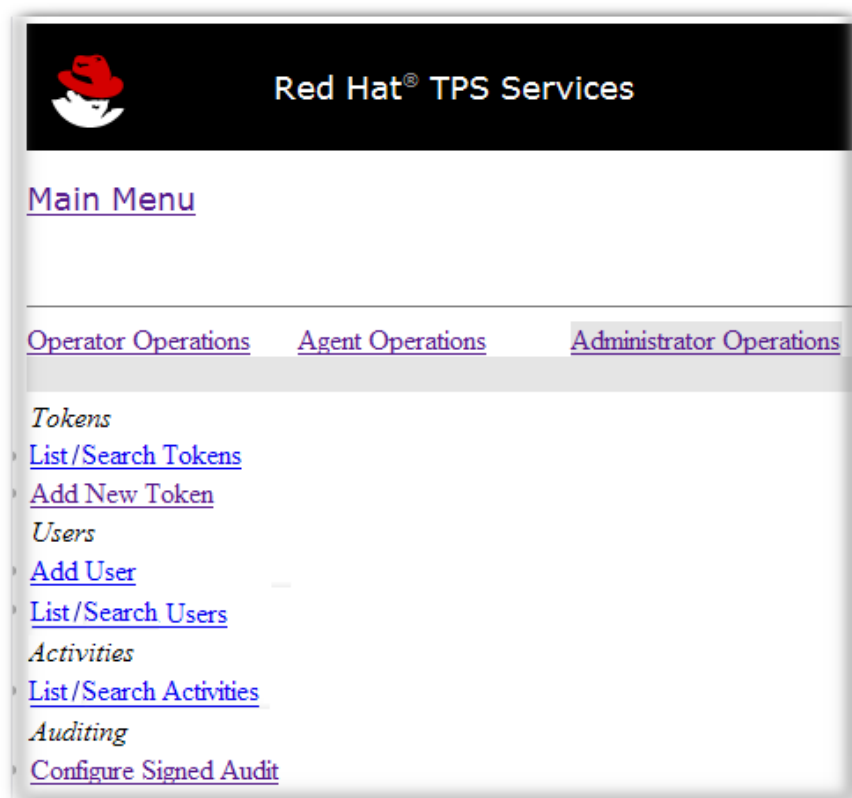 Red Hat® TPS Services
Main Menu
Operator Operations Agent Operations Administrator Operations
Tokens
List/Search Tokens
Add New Token
Users
Add User
List/Search Users
Activities
List/Search Activities
Auditing
Configure Signed Audit